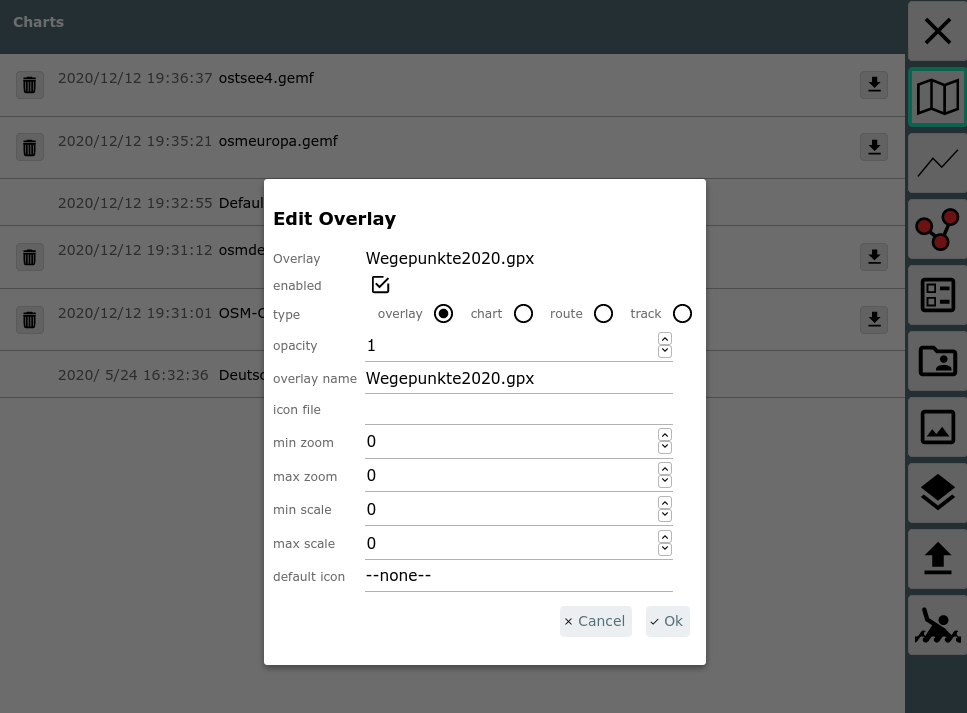 Charts
2020/12/12 19:36:37 ostsee4.gemf
2020/12/12 19:35:21 osmeuropa.gemf
2020/12/12 19:32:55 Defaul
2020/12/12 19:31:12 osmde
2020/12/12 19:31:01 OSM-
2020/ 5/24 16:32:36 Deuts
Edit Overlay
Overlay Wegepunkte2020.gpx
enabled
type overlay chart route track
opacity 1
overlay name Wegepunkte2020.gpx
icon file
min zoom 0
max zoom 0
min scale 0
max scale 0
default icon --none--
× Cancel ✓ Ok